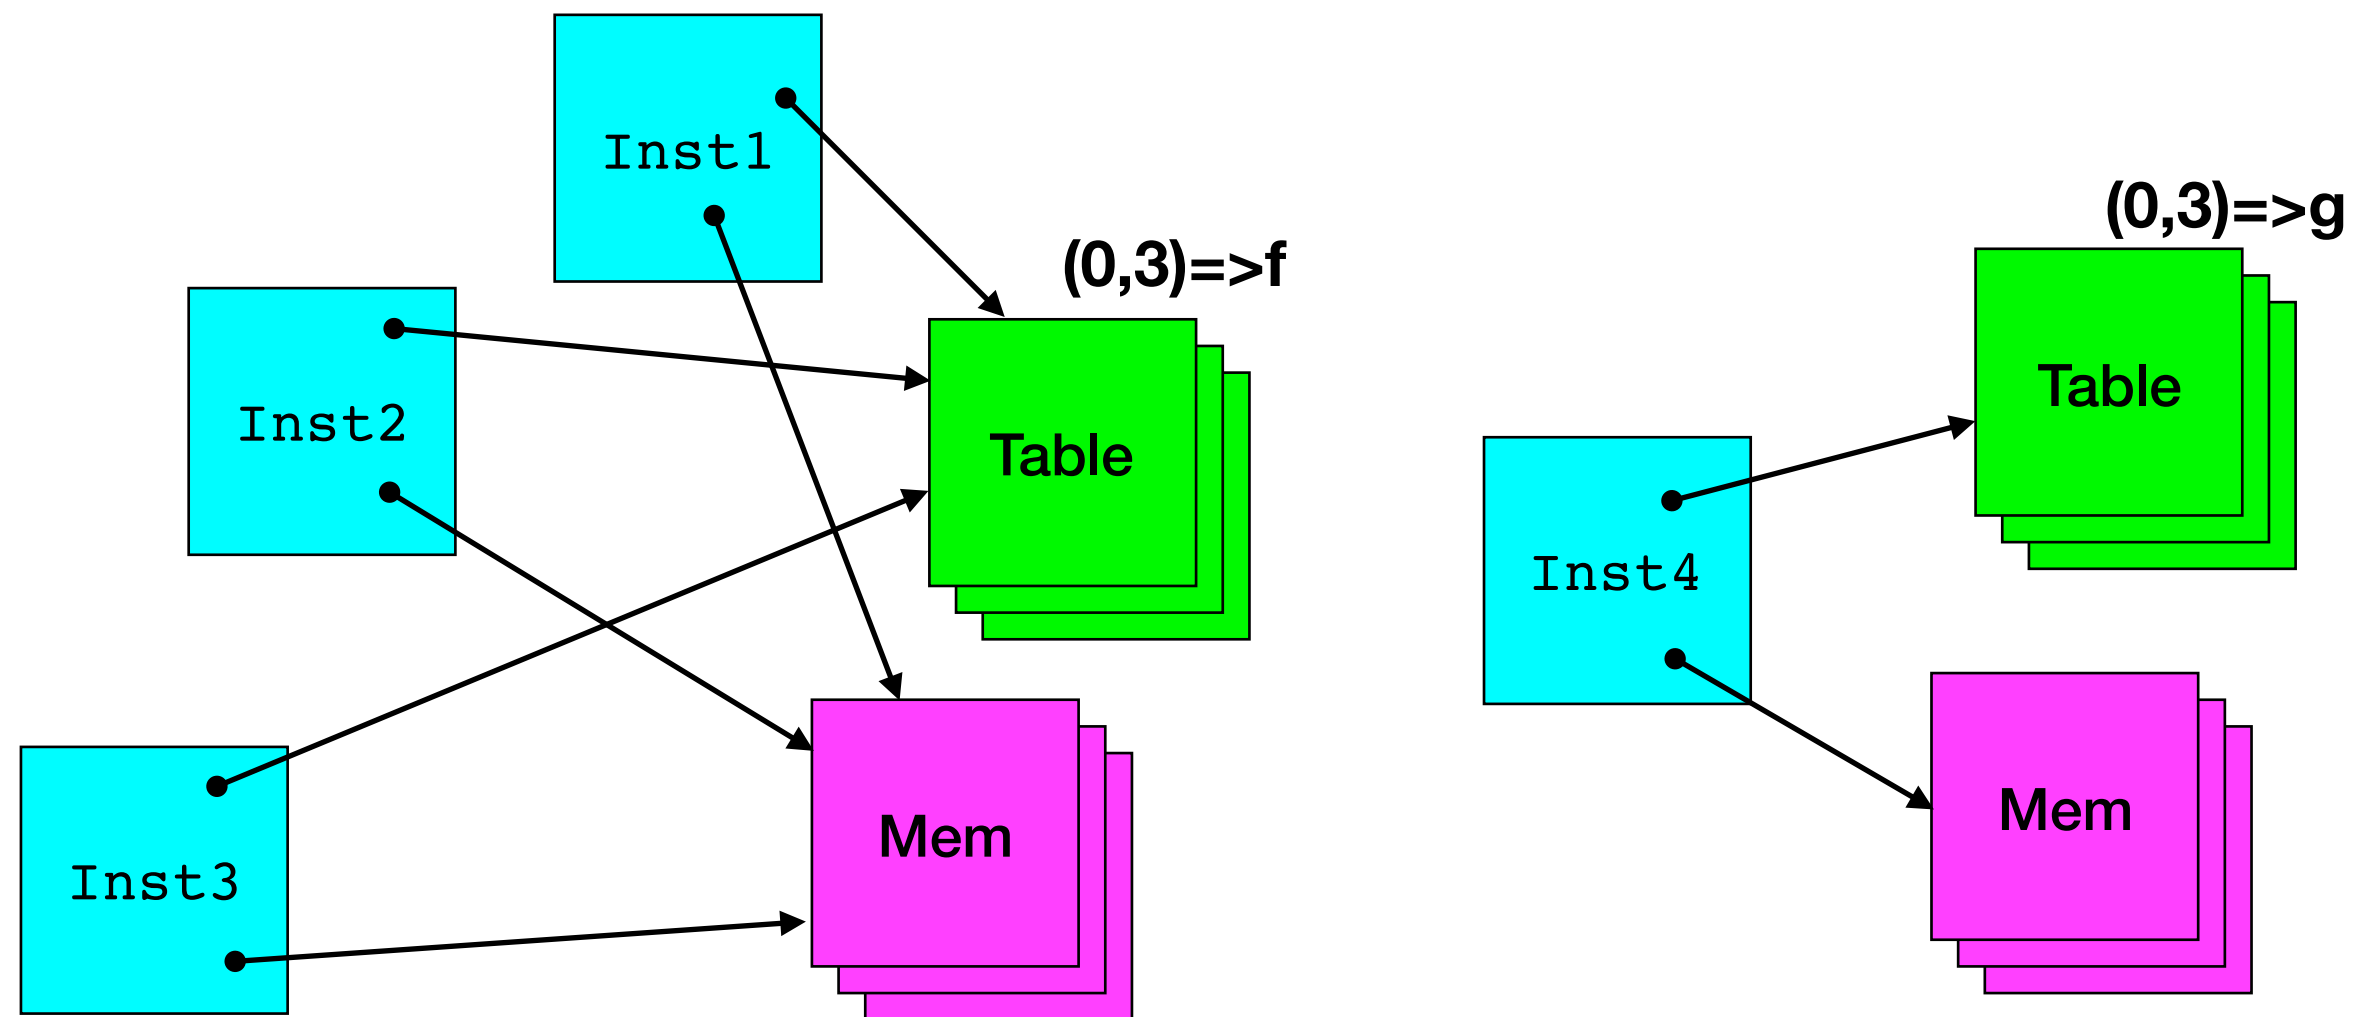 Inst1
(0,3)=>f
Inst2
Table
Inst3
Mem
(0,3)=>g
Table
Inst4
Mem